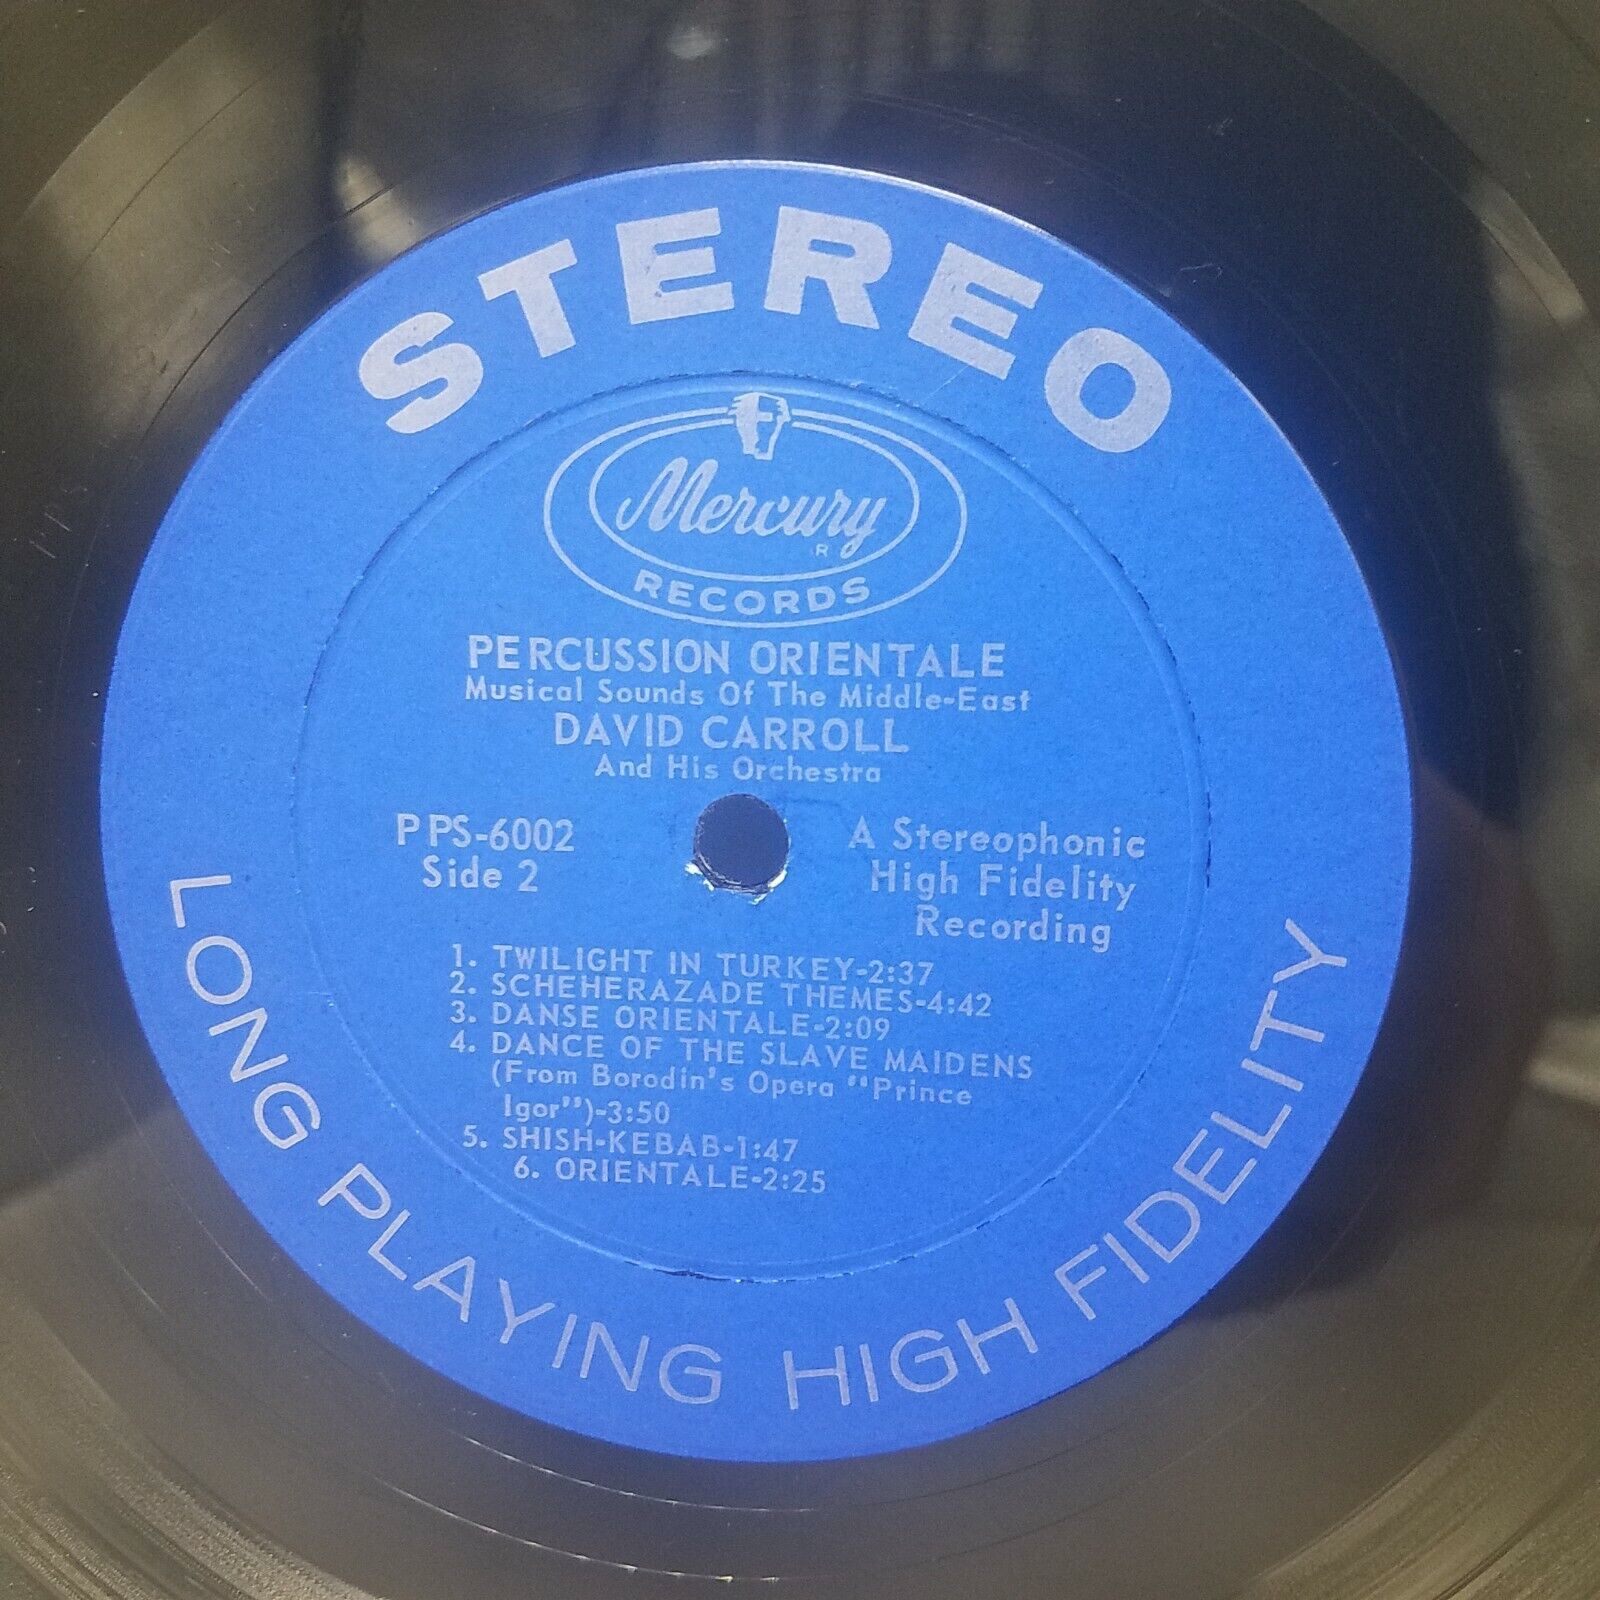 STEREO
Mercury
R
RECORDS
PERCUSSION ORIENTALE
Musical Sounds Of The Middle-East
DAVID CARROLL
And His Orchestra
PPS-6002
Side 2
A Stereophonic
High Fidelity
Recording
1. TWILIGHT IN TURKEY-2:37
2. SCHEHERAZADE THEMES-4:42
3. DANSE ORIENTALE-2:09
4. DANCE OF THE SLAVE MAIDENS
(From Borodin's Opera "Prince
Igor")-3:50
5. SHISH-KEBAB-1:47
6. ORIENTALE-2:25
LONG PLAYING HIGH FIDELITY